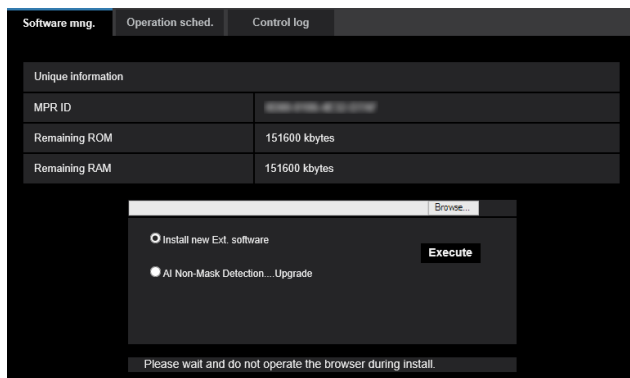 Software mng. Operation sched. Control log
Unique information
MPR ID
Remaining ROM 151600 kbytes
Remaining RAM 151600 kbytes
Browse...
Install new Ext. software
Execute
AI Non-Mask Detection....Upgrade
Please wait and do not operate the browser during install.